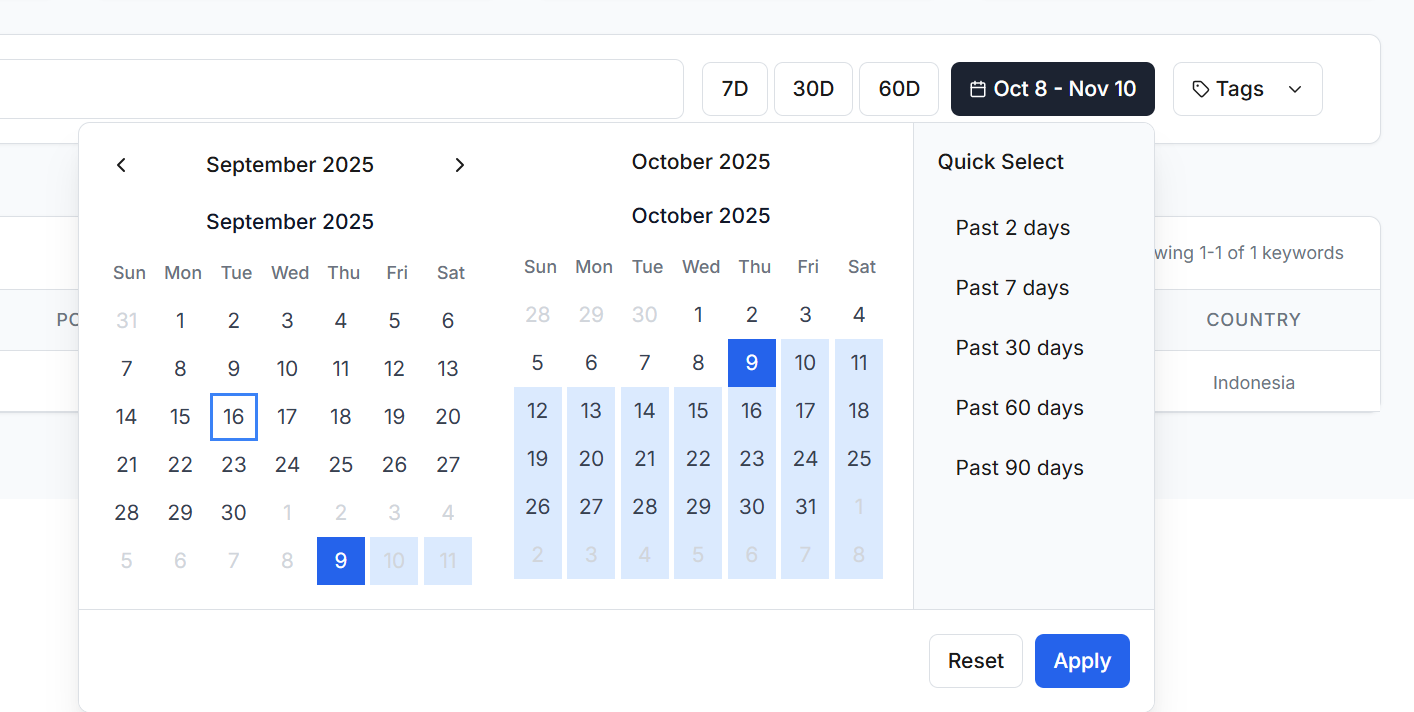 7D 30D 60D Oct 8 - Nov 10 Tags
September 2025
September 2025
Sun Mon Tue Wed Thu Fri Sat
31 1 2 3 4 5 6
7 8 9 10 11 12 13
14 15 16 17 18 19 20
21 22 23 24 25 26 27
28 29 30 1 2 3 4
5 6 7 8 9 10 11
October 2025
October 2025
Sun Mon Tue Wed Thu Fri Sat
28 29 30 1 2 3 4
5 6 7 8 9 10 11
12 13 14 15 16 17 18
19 20 21 22 23 24 25
26 27 28 29 30 31 1
2 3 4 5 6 7 8
Quick Select
Past 2 days
Past 7 days
Past 30 days
Past 60 days
Past 90 days
Reset Apply
wing 1-1 of 1 keywords
PO
COUNTRY
Indonesia